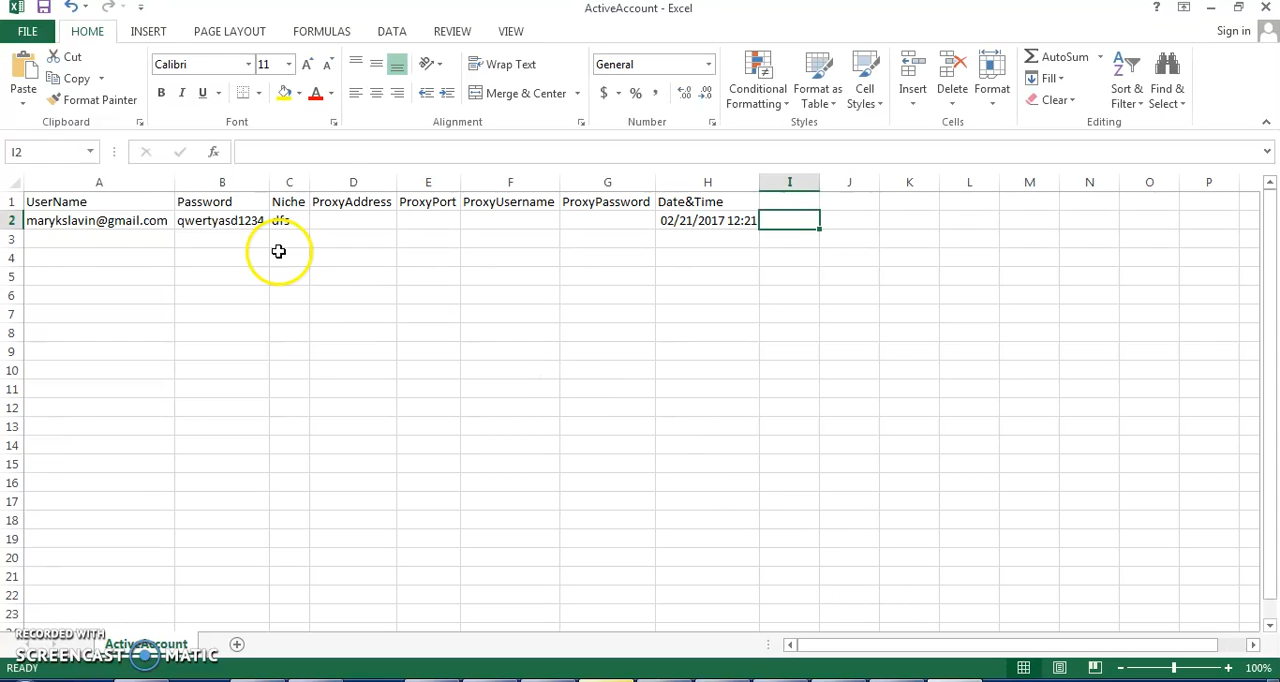 ActiveAccount - Excel
?
FILE HOME INSERT PAGE LAYOUT FORMULAS DATA REVIEW VIEW Sign in
Paste
Cut
Copy
Format Painter
Clipboard
Calibri 11
B I U
Font
Wrap Text
Merge & Center
Alignment
General
$ % ,
Number
Conditional Formatting
Format as Table
Cell Styles
Styles
Insert Delete Format
Cells
AutoSum
Fill
Clear
Sort & Filter
Find & Select
Editing
I2 fx
A B C D E F G H I J K L M N O P
1 UserName Password Niche ProxyAddress ProxyPort ProxyUsername ProxyPassword Date&Time
2 marykslavin@gmail.com qwertyasd1234 dfs 02/21/2017 12:21
3
4
5
6
7
8
9
10
11
12
13
14
15
16
17
18
19
20
21
22
23
RECORDED WITH
SCREENCAST MATIC
ActiveAccount
READY 100%